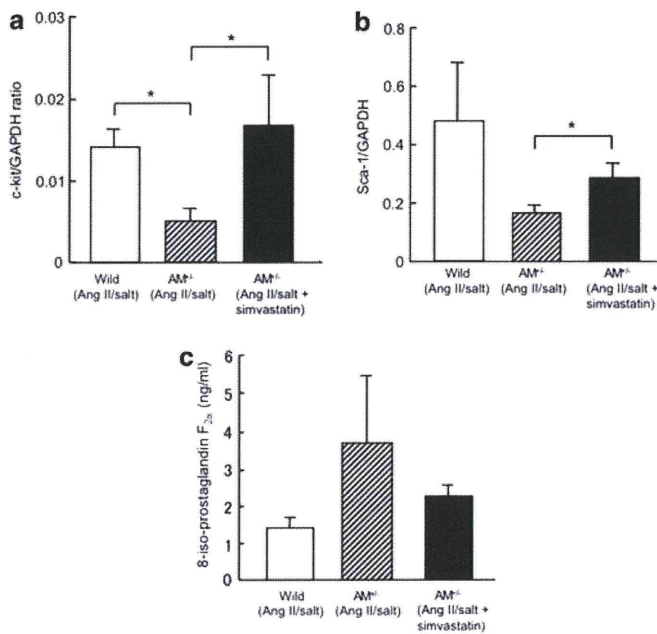 a
*
*
0.03
0.02
0.01
0
c-kit/GAPDH ratio
Wild
(Ang II/salt)
AM+/-
(Ang II/salt)
AM+/-
(Ang II/salt +
simvastatin)
b
*
0.8
0.6
0.4
0.2
0
Sca-1/GAPDH
Wild
(Ang II/salt)
AM+/-
(Ang II/salt)
AM+/-
(Ang II/salt +
simvastatin)
c
6
5
4
3
2
1
0
8-iso-prostaglandin F2α (ng/ml)
Wild
(Ang II/salt)
AM+/-
(Ang II/salt)
AM+/-
(Ang II/salt +
simvastatin)